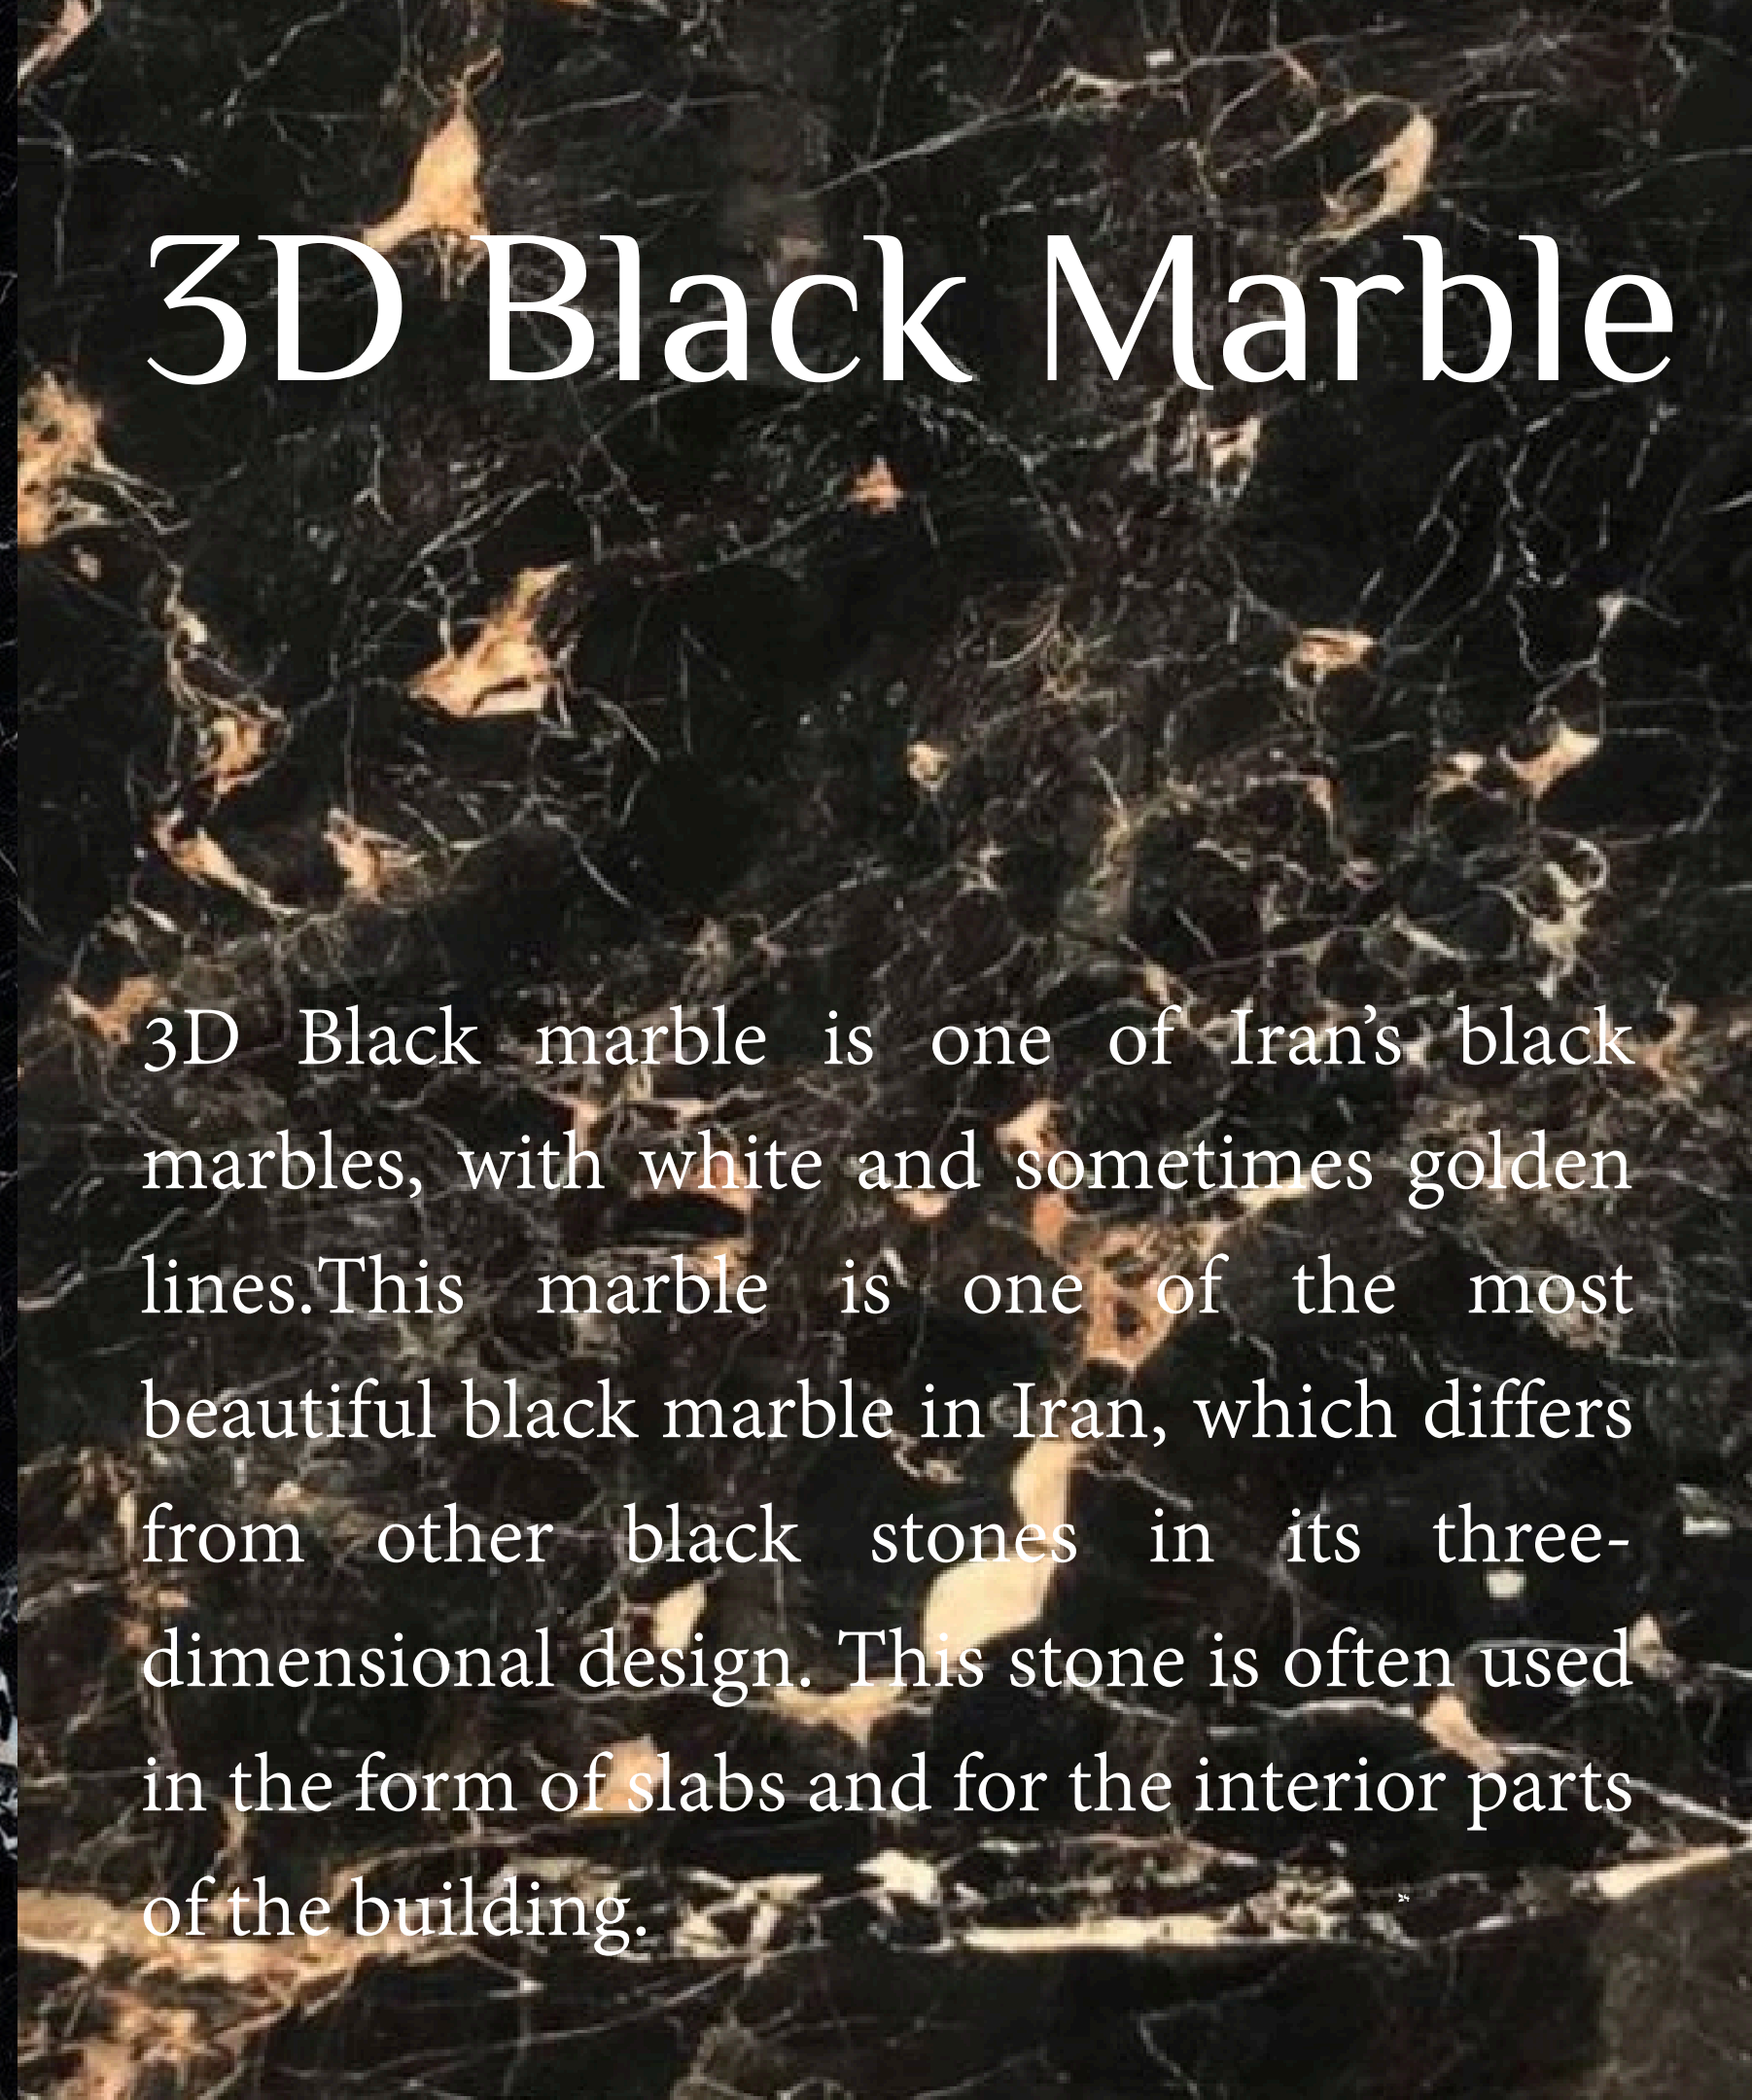 3D Black Marble
3D Black marble is one of Iran’s black
marbles, with white and sometimes golden
lines.This marble is one of the most
beautiful black marble in Iran, which differs
from other black stones in its three-
dimensional design. This stone is often used
in the form of slabs and for the interior parts
of the building.
24